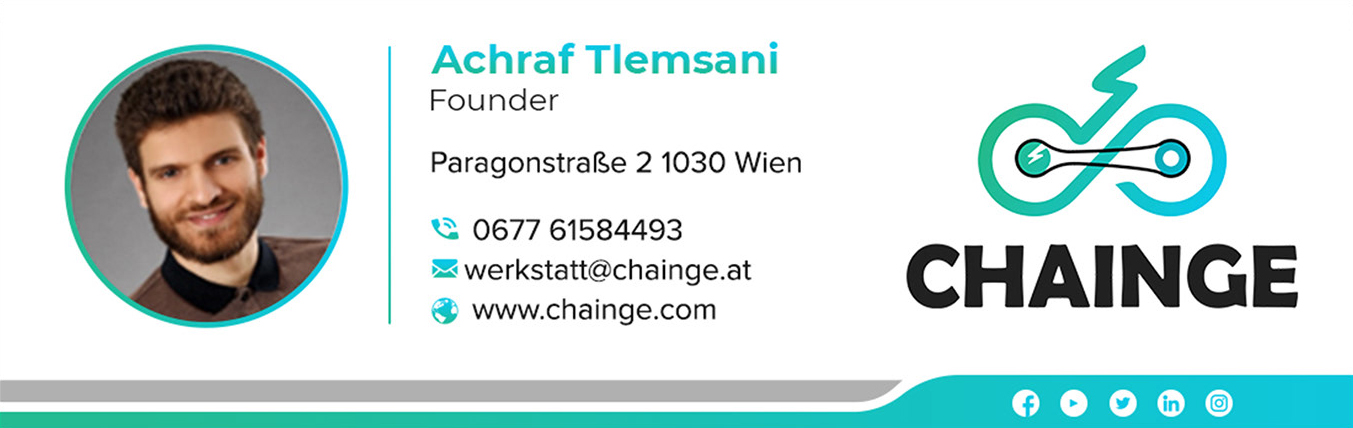 Achraf Tlemsani
Founder
Paragonstraße 2 1030 Wien
0677 61584493
werkstatt@chainge.at
www.chainge.com
CHAINGE